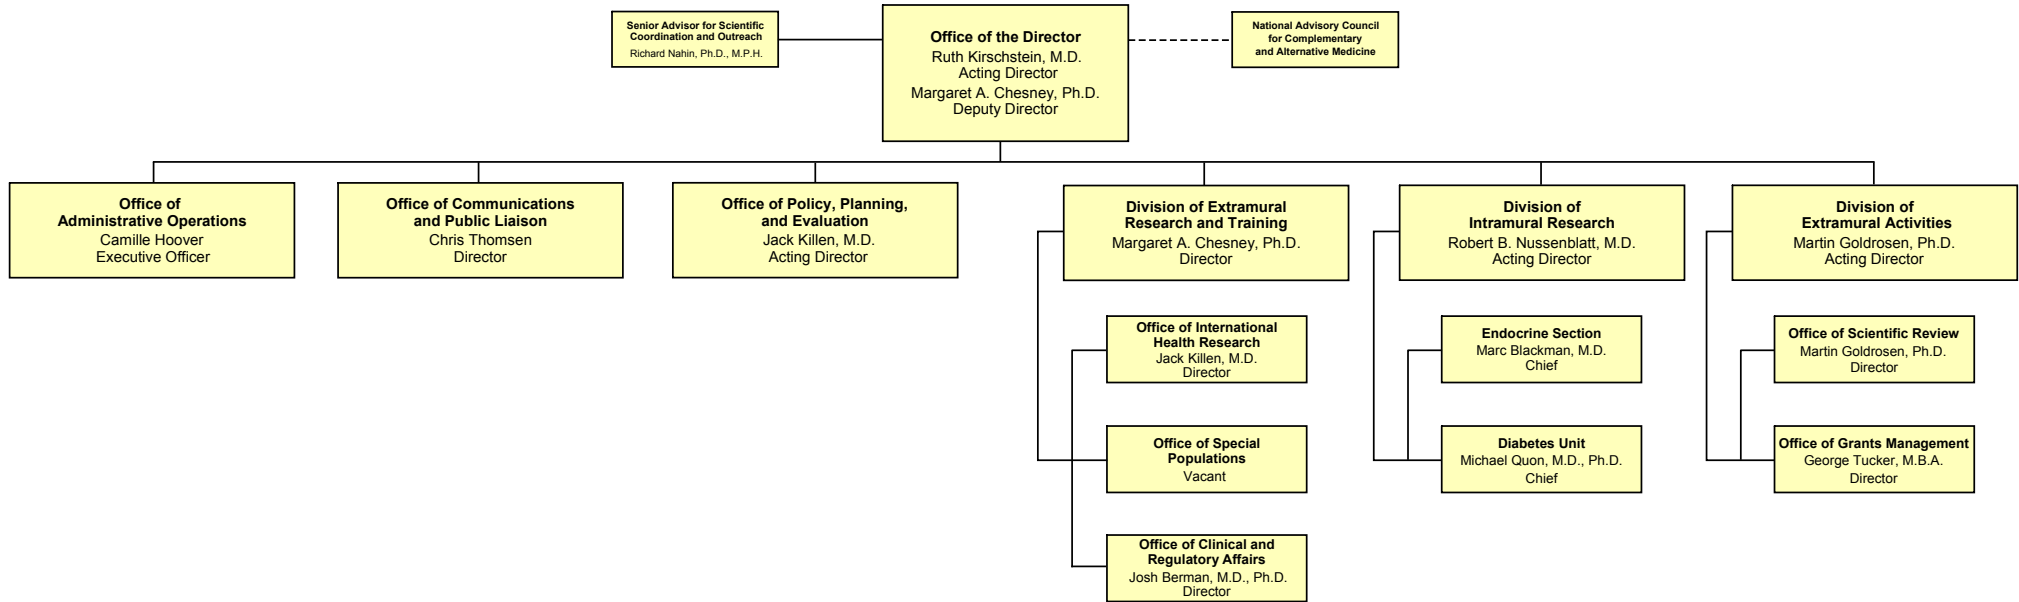 Senior Advisor for Scientific
Coordination and Outreach
Richard Nahin, Ph.D., M.P.H.
Office of the Director
Ruth Kirschstein, M.D.
Acting Director
Margaret A. Chesney, Ph.D.
Deputy Director
National Advisory Council
for Complementary
and Alternative Medicine
Office of
Administrative Operations
Camille Hoover
Executive Officer
Office of Communications
and Public Liaison
Chris Thomsen
Director
Office of Policy, Planning,
and Evaluation
Jack Killen, M.D.
Acting Director
Division of Extramural
Research and Training
Margaret A. Chesney, Ph.D.
Director
Division of
Intramural Research
Robert B. Nussenblatt, M.D.
Acting Director
Division of
Extramural Activities
Martin Goldrosen, Ph.D.
Acting Director
Office of International
Health Research
Jack Killen, M.D.
Director
Endocrine Section
Marc Blackman, M.D.
Chief
Office of Scientific Review
Martin Goldrosen, Ph.D.
Director
Office of Special
Populations
Vacant
Diabetes Unit
Michael Quon, M.D., Ph.D.
Chief
Office of Grants Management
George Tucker, M.B.A.
Director
Office of Clinical and
Regulatory Affairs
Josh Berman, M.D., Ph.D.
Director